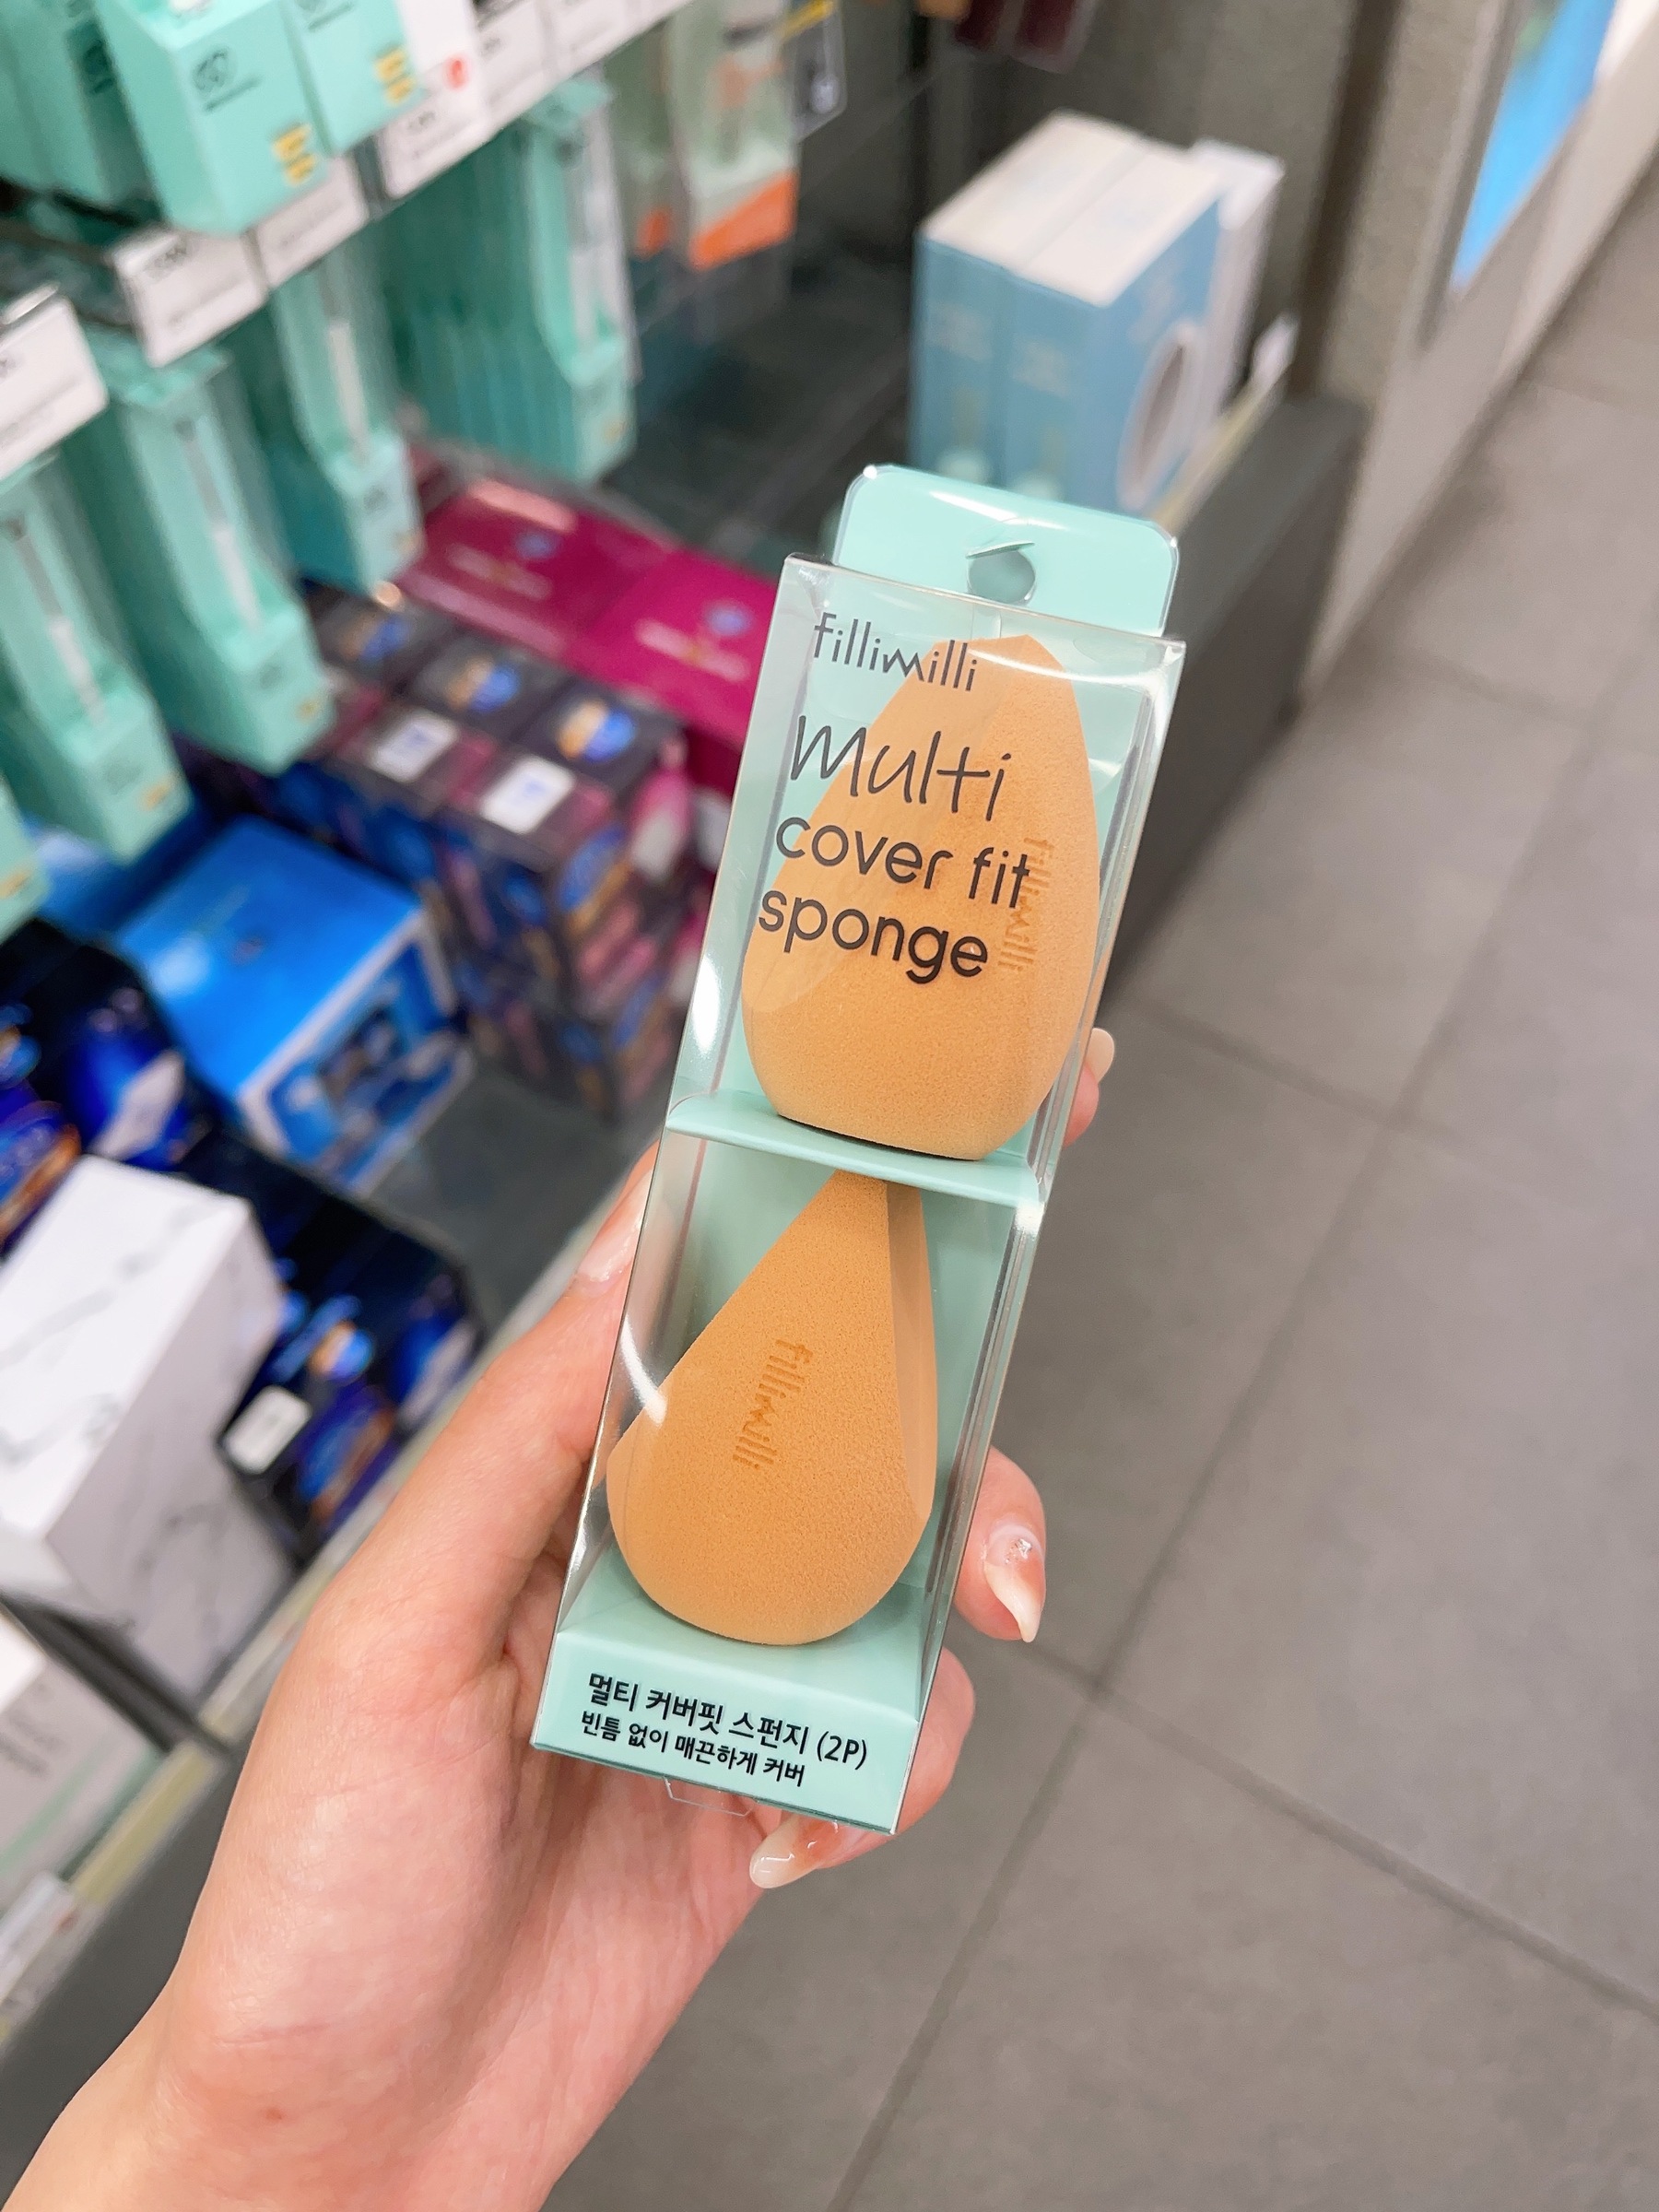 fillimilli
multi
cover fit
sponge
fillimilli
fillimilli
멀티 커버핏 스펀지 (2P)
빈틈 없이 매끈하게 커버